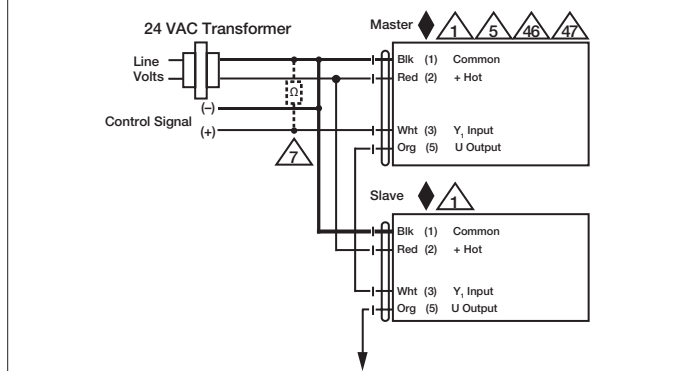 24 VAC Transformer
Line
Volts
Ω
(–)
Control Signal
(+)
7
Master
1
5
46
47
Blk (1) Common
Red (2) + Hot
Wht (3) Y1 Input
Org (5) U Output
Slave
1
Blk (1) Common
Red (2) + Hot
Wht (3) Y1 Input
Org (5) U Output